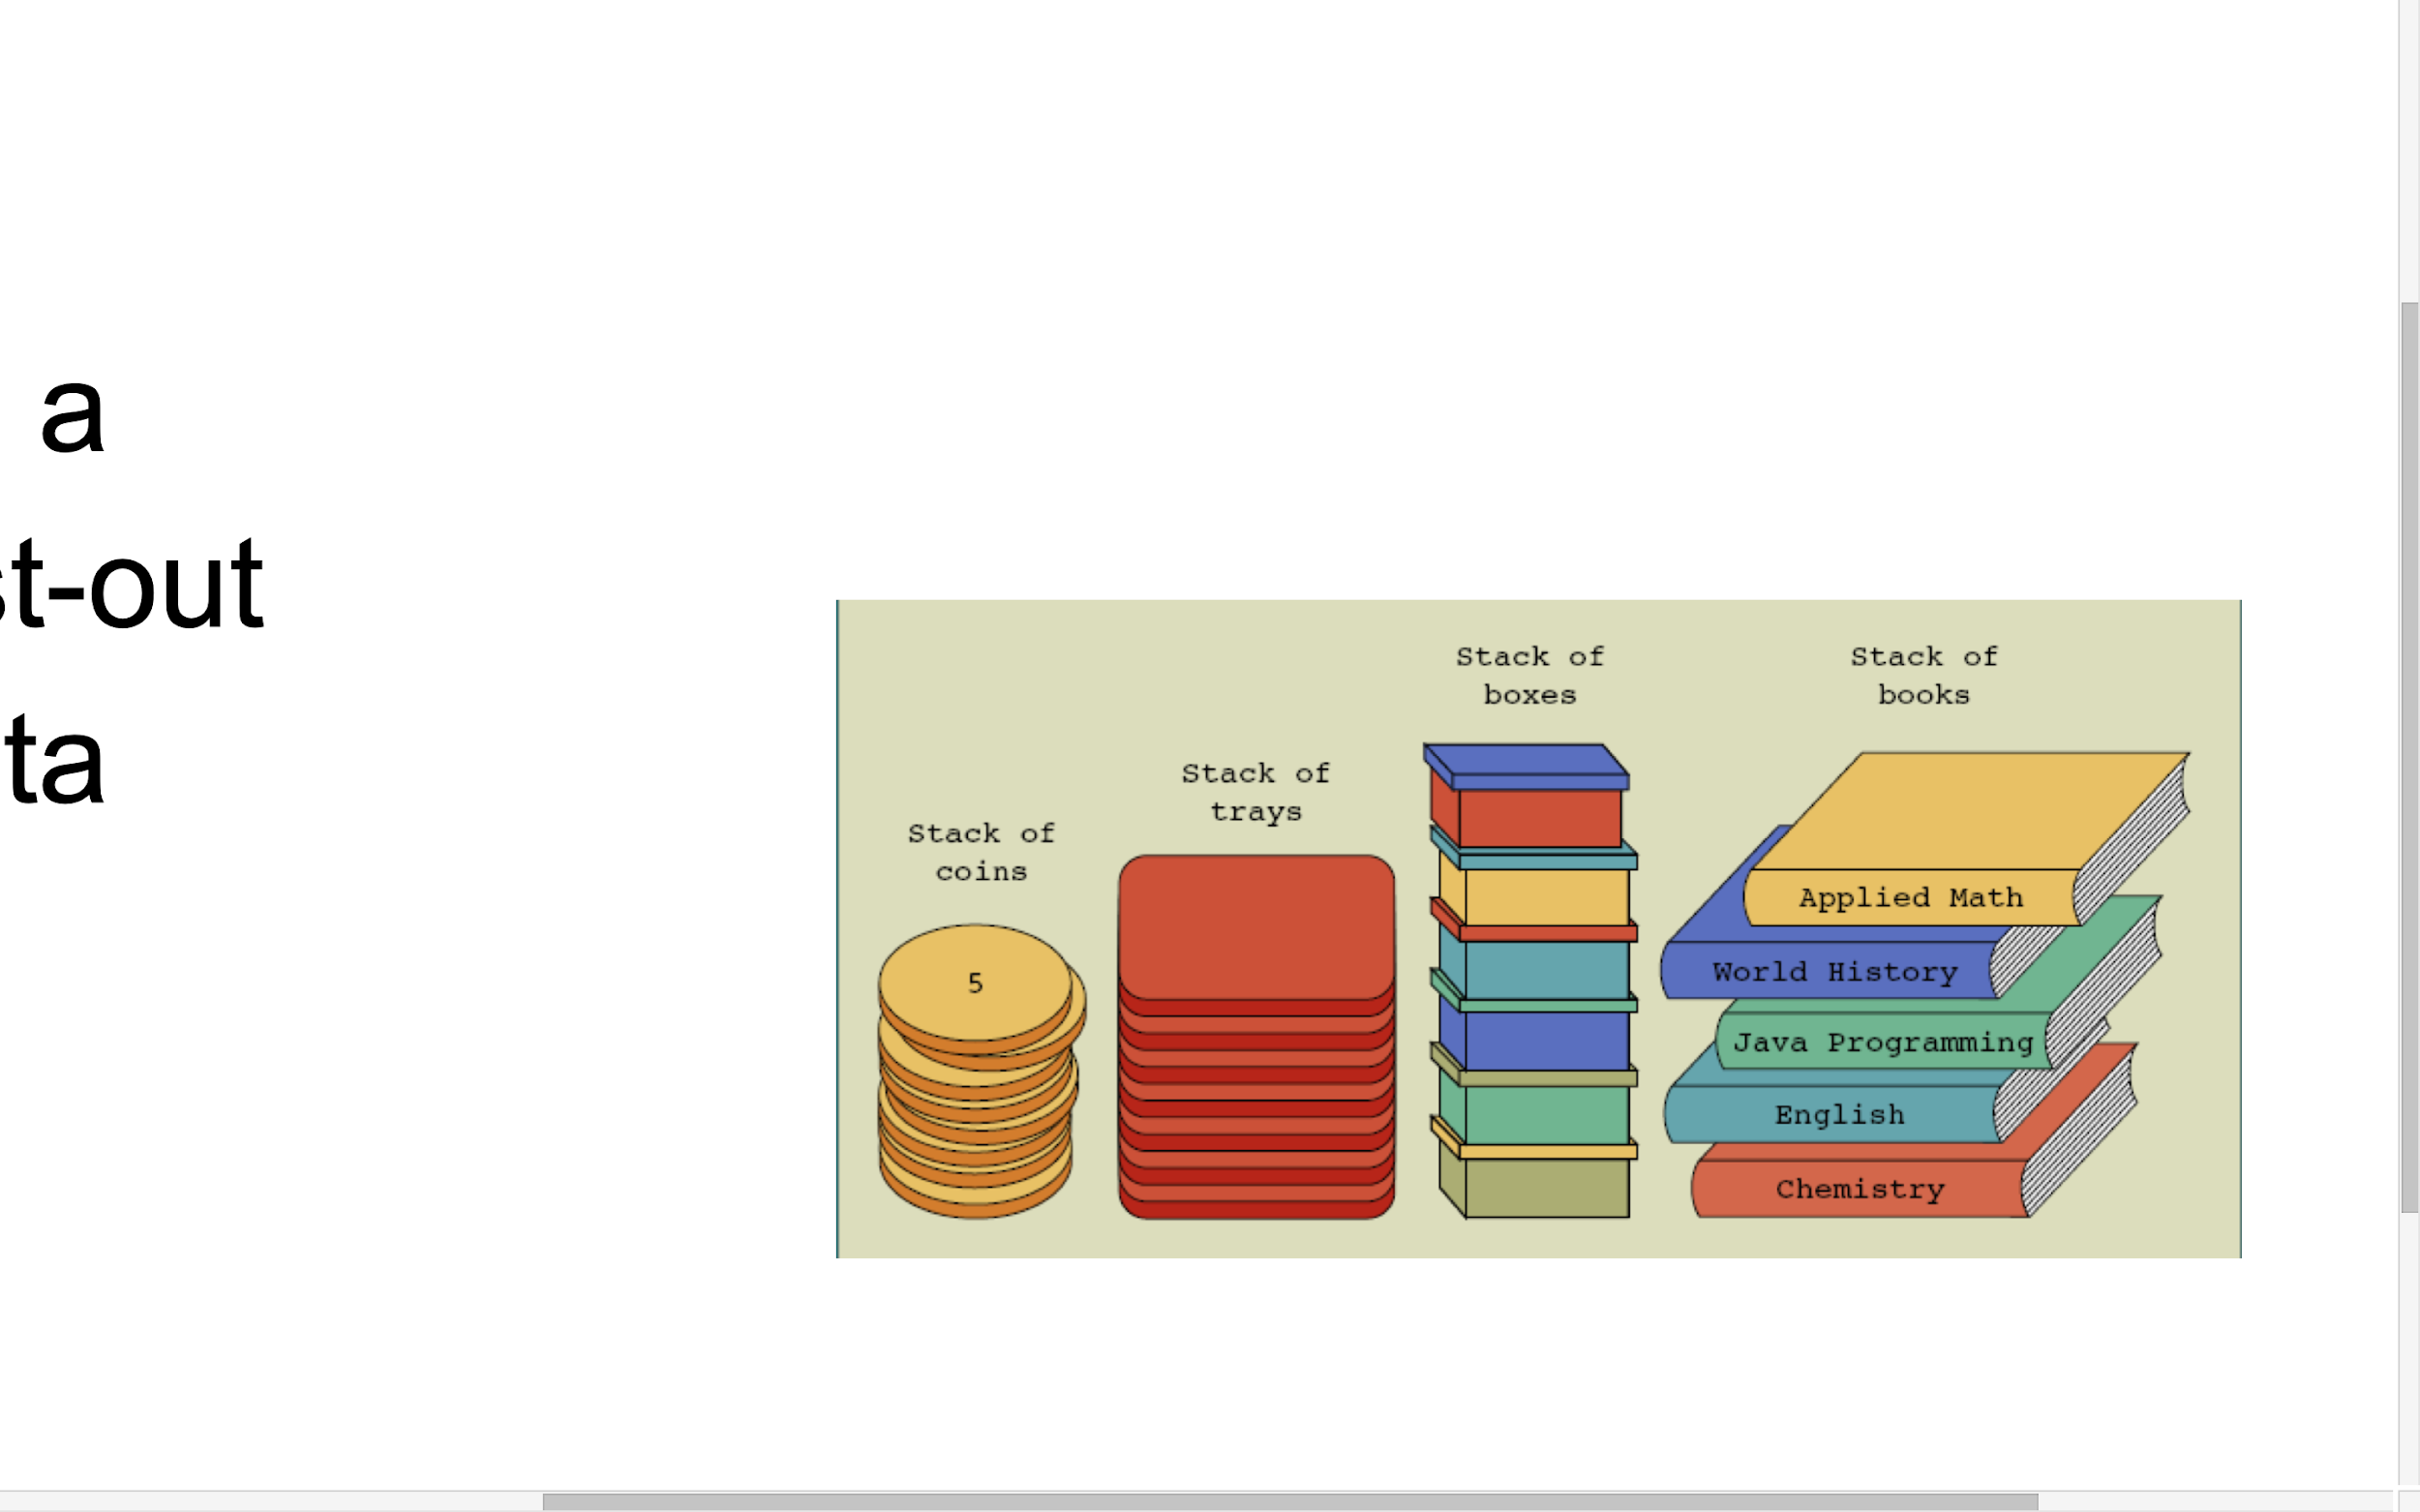 a
t-out
ta
Stack of
coins
Stack of
trays
Stack of
boxes
Stack of
books
5
Applied Math
World History
Java Programming
English
Chemistry